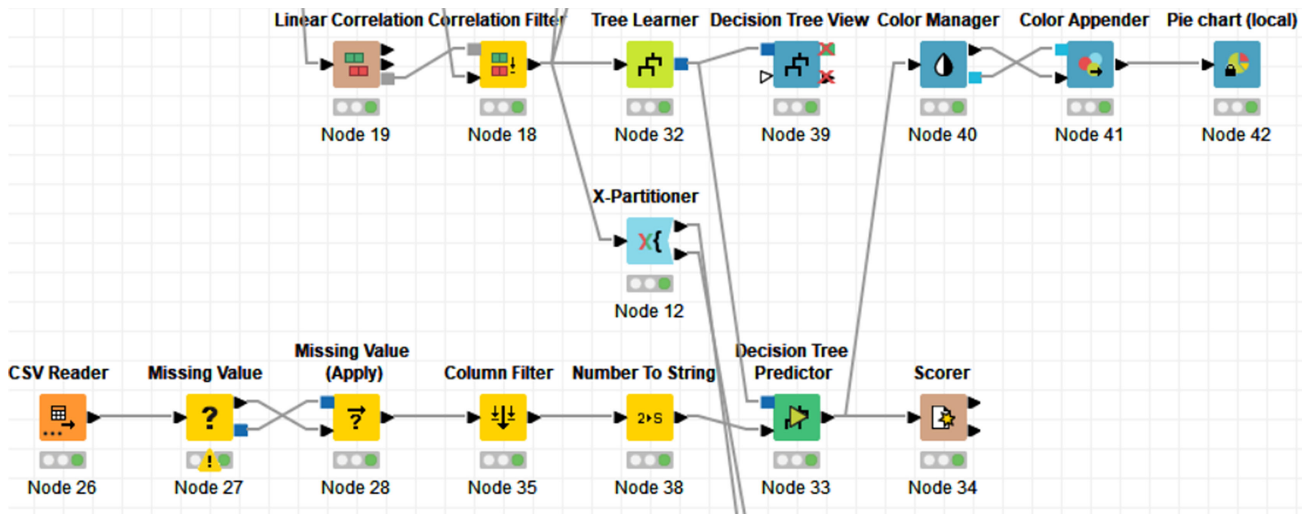 Linear Correlation Correlation Filter Tree Learner Decision Tree View Color Manager Color Appender Pie chart (local)
Node 19 Node 18 Node 32 Node 39 Node 40 Node 41 Node 42
X-Partitioner
X{
Node 12
CSV Reader Missing Value Missing Value (Apply) Column Filter Number To String Decision Tree Predictor Scorer
? ? 2▸S
!
Node 26 Node 27 Node 28 Node 35 Node 38 Node 33 Node 34